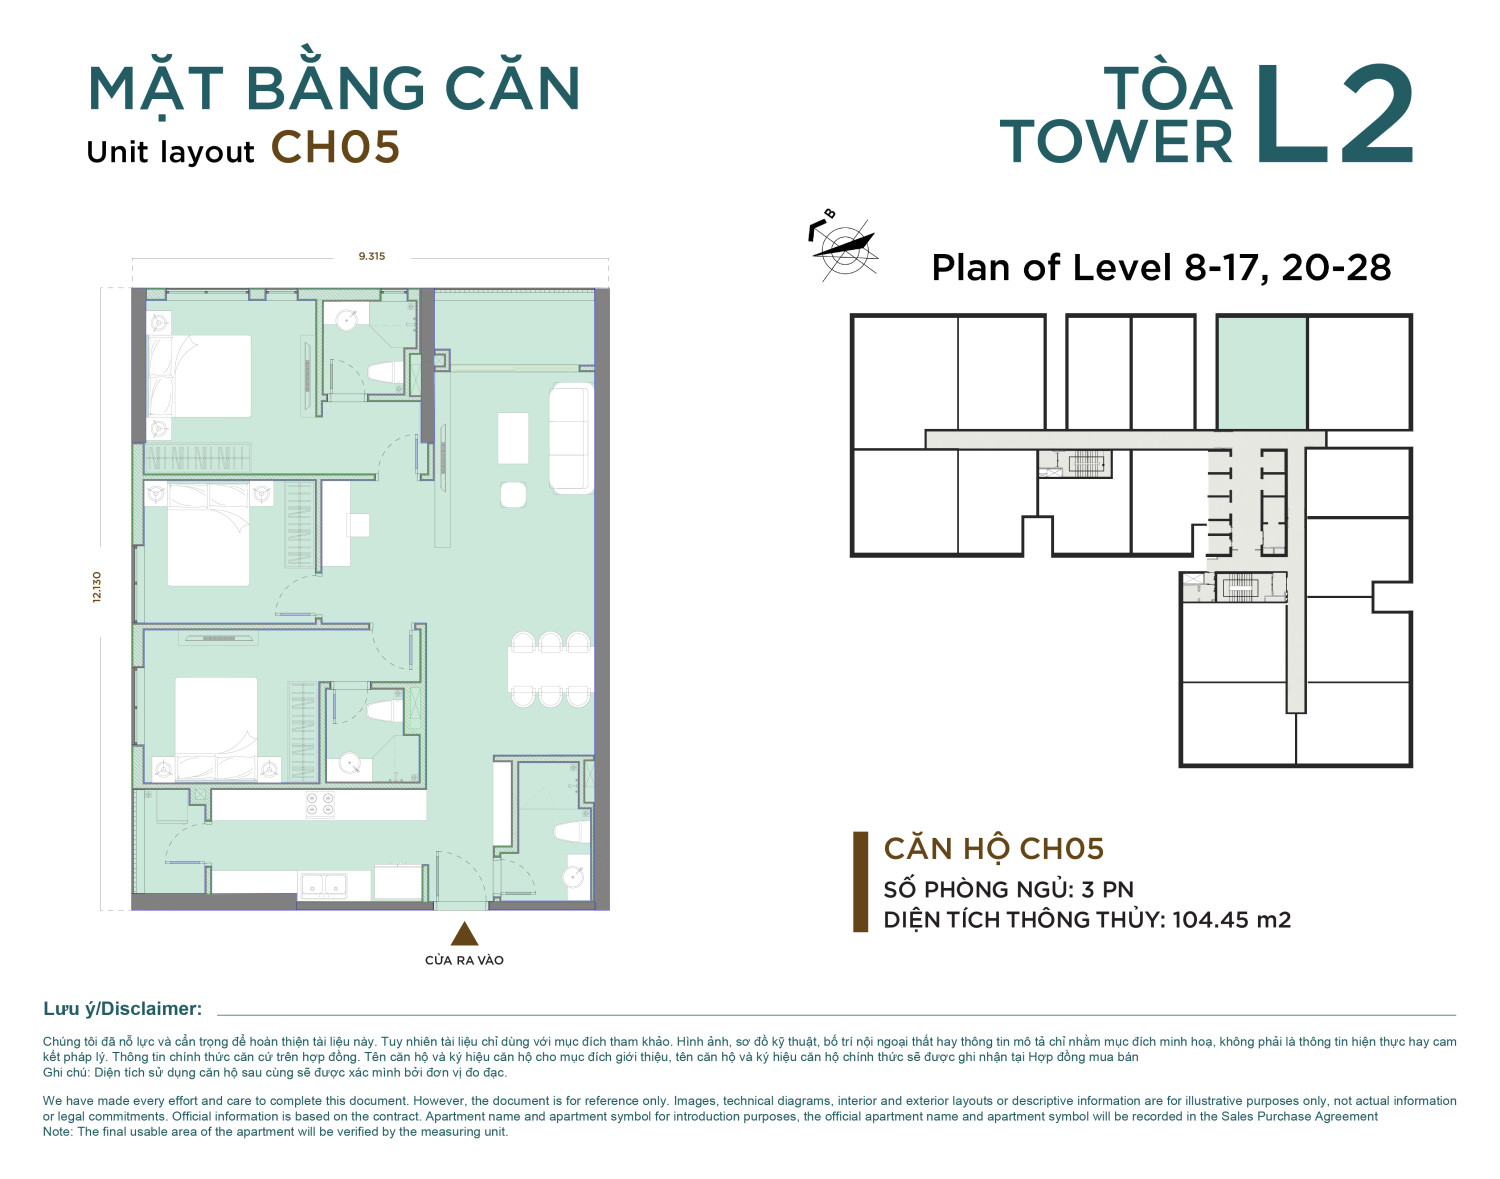 MẶT BẰNG CĂN
Unit layout CH05
TÒA
TOWER
L2
B
Plan of Level 8-17, 20-28
9.315
12.130
CỬA RA VÀO
CĂN HỘ CH05
SỐ PHÒNG NGỦ: 3 PN
DIỆN TÍCH THÔNG THỦY: 104.45 m2
Lưu ý/Disclaimer:
Chúng tôi đã nỗ lực và cẩn trọng để hoàn thiện tài liệu này. Tuy nhiên tài liệu chỉ dùng với mục đích tham khảo. Hình ảnh, sơ đồ kỹ thuật, bố trí nội ngoại thất hay thông tin mô tả chỉ nhằm mục đích minh hoạ, không phải là thông tin hiện thực hay cam
kết pháp lý. Thông tin chính thức căn cứ trên hợp đồng. Tên căn hộ và ký hiệu căn hộ cho mục đích giới thiệu, tên căn hộ và ký hiệu căn hộ chính thức sẽ được ghi nhận tại Hợp đồng mua bán
Ghi chú: Diện tích sử dụng căn hộ sau cùng sẽ được xác minh bởi đơn vị đo đạc.
We have made every effort and care to complete this document. However, the document is for reference only. Images, technical diagrams, interior and exterior layouts or descriptive information are for illustrative purposes only, not actual information
or legal commitments. Official information is based on the contract. Apartment name and apartment symbol for introduction purposes, the official apartment name and apartment symbol will be recorded in the Sales Purchase Agreement
Note: The final usable area of the apartment will be verified by the measuring unit.